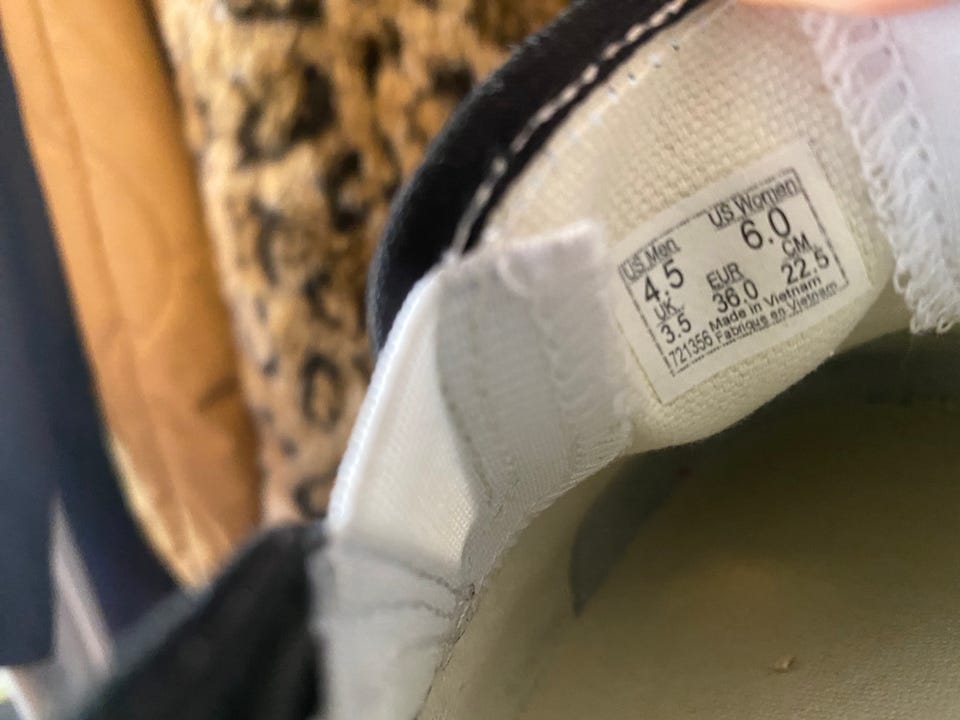 US Men US Women
4.5 6.0
UK EUR CM
3.5 36.0 22.5
721356 Made in Vietnam
Fabriqué en Vietnam